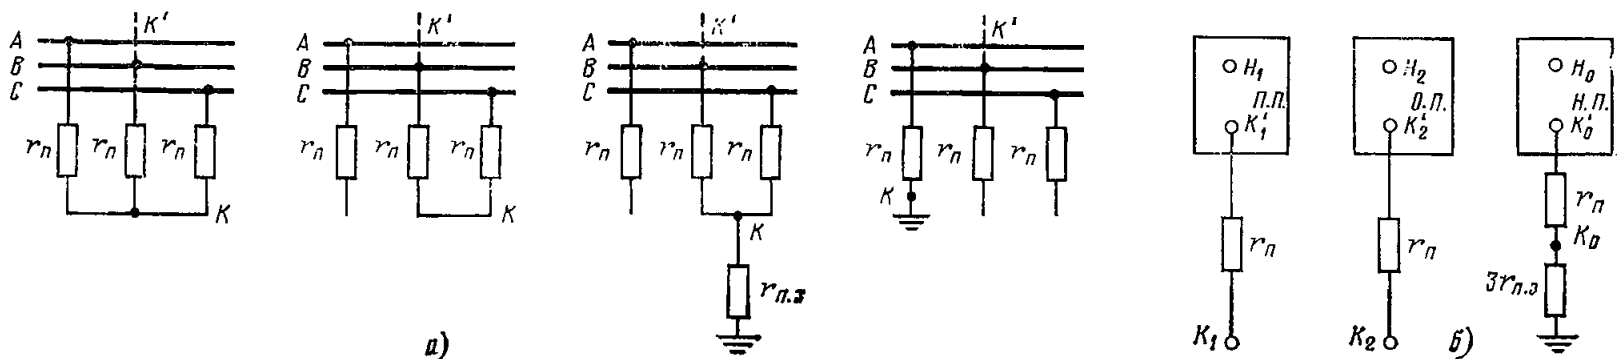 K' K' K' K'
A A A A
B B B B
C C C C
rп rп rп rп rп rп rп rп rп rп rп rп
K K K K
rп.з
а)
H1 H2 H0
П.П. О.П. Н.П.
K'1 K'2 K'0
rп rп rп
K0
3rп.з
K1 K2
б)